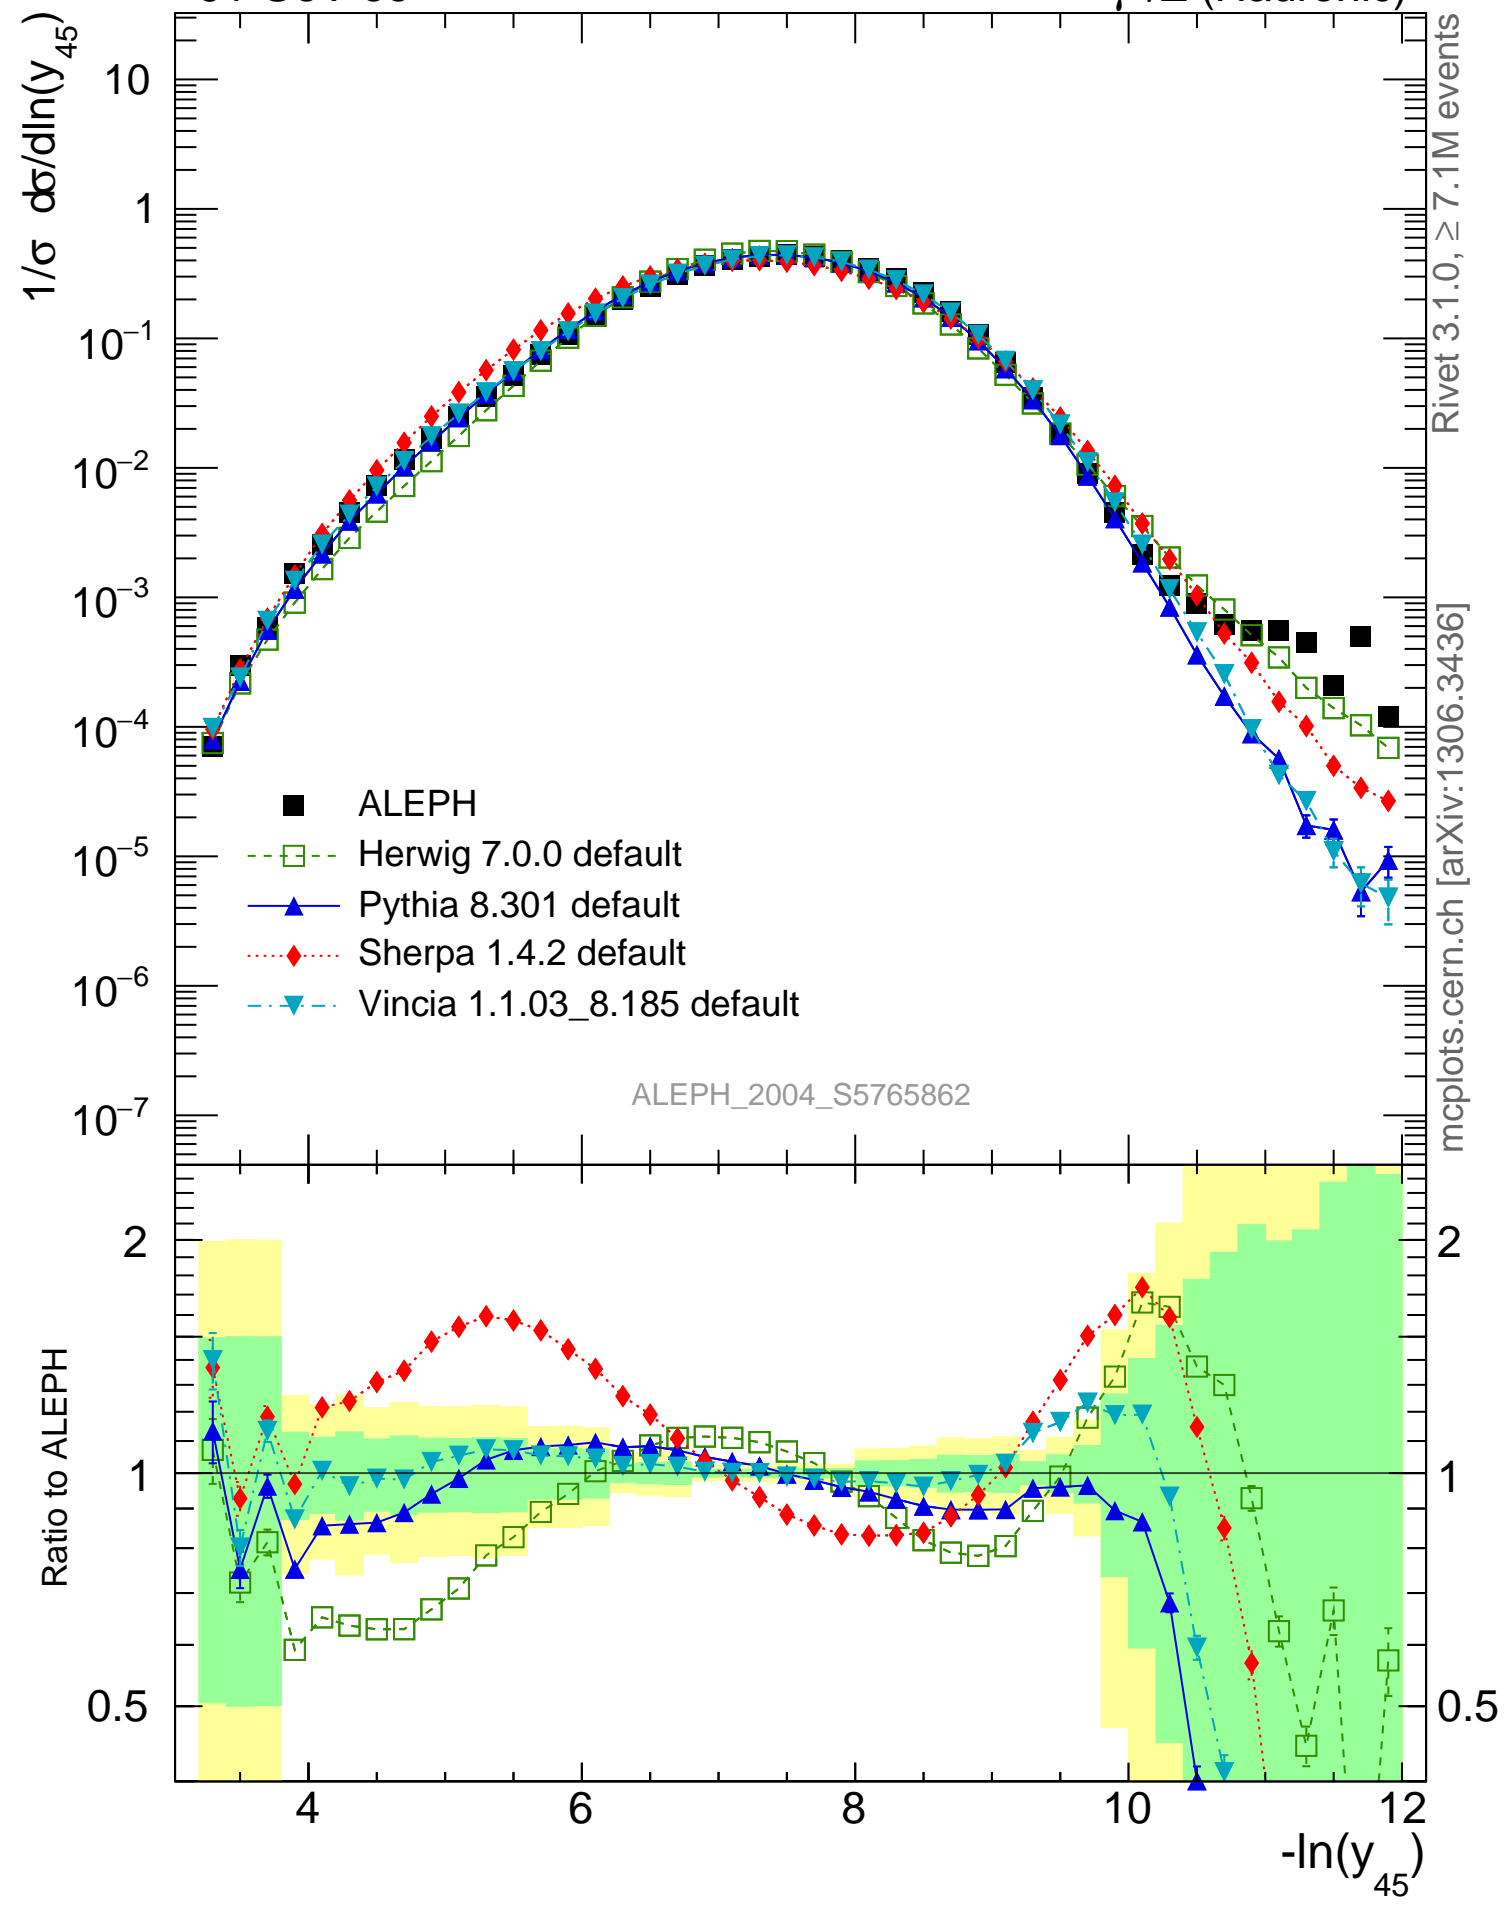 1/σ dσ/dln(y45)
10
1
10−1
10−2
10−3
10−4
10−5
10−6
10−7
ALEPH
Herwig 7.0.0 default
Pythia 8.301 default
Sherpa 1.4.2 default
Vincia 1.1.03_8.185 default
ALEPH_2004_S5765862
Rivet 3.1.0, ≥ 7.1M events
mcplots.cern.ch [arXiv:1306.3436]
Ratio to ALEPH
2
1
0.5
2
1
0.5
4 6 8 10 12
-ln(y45)